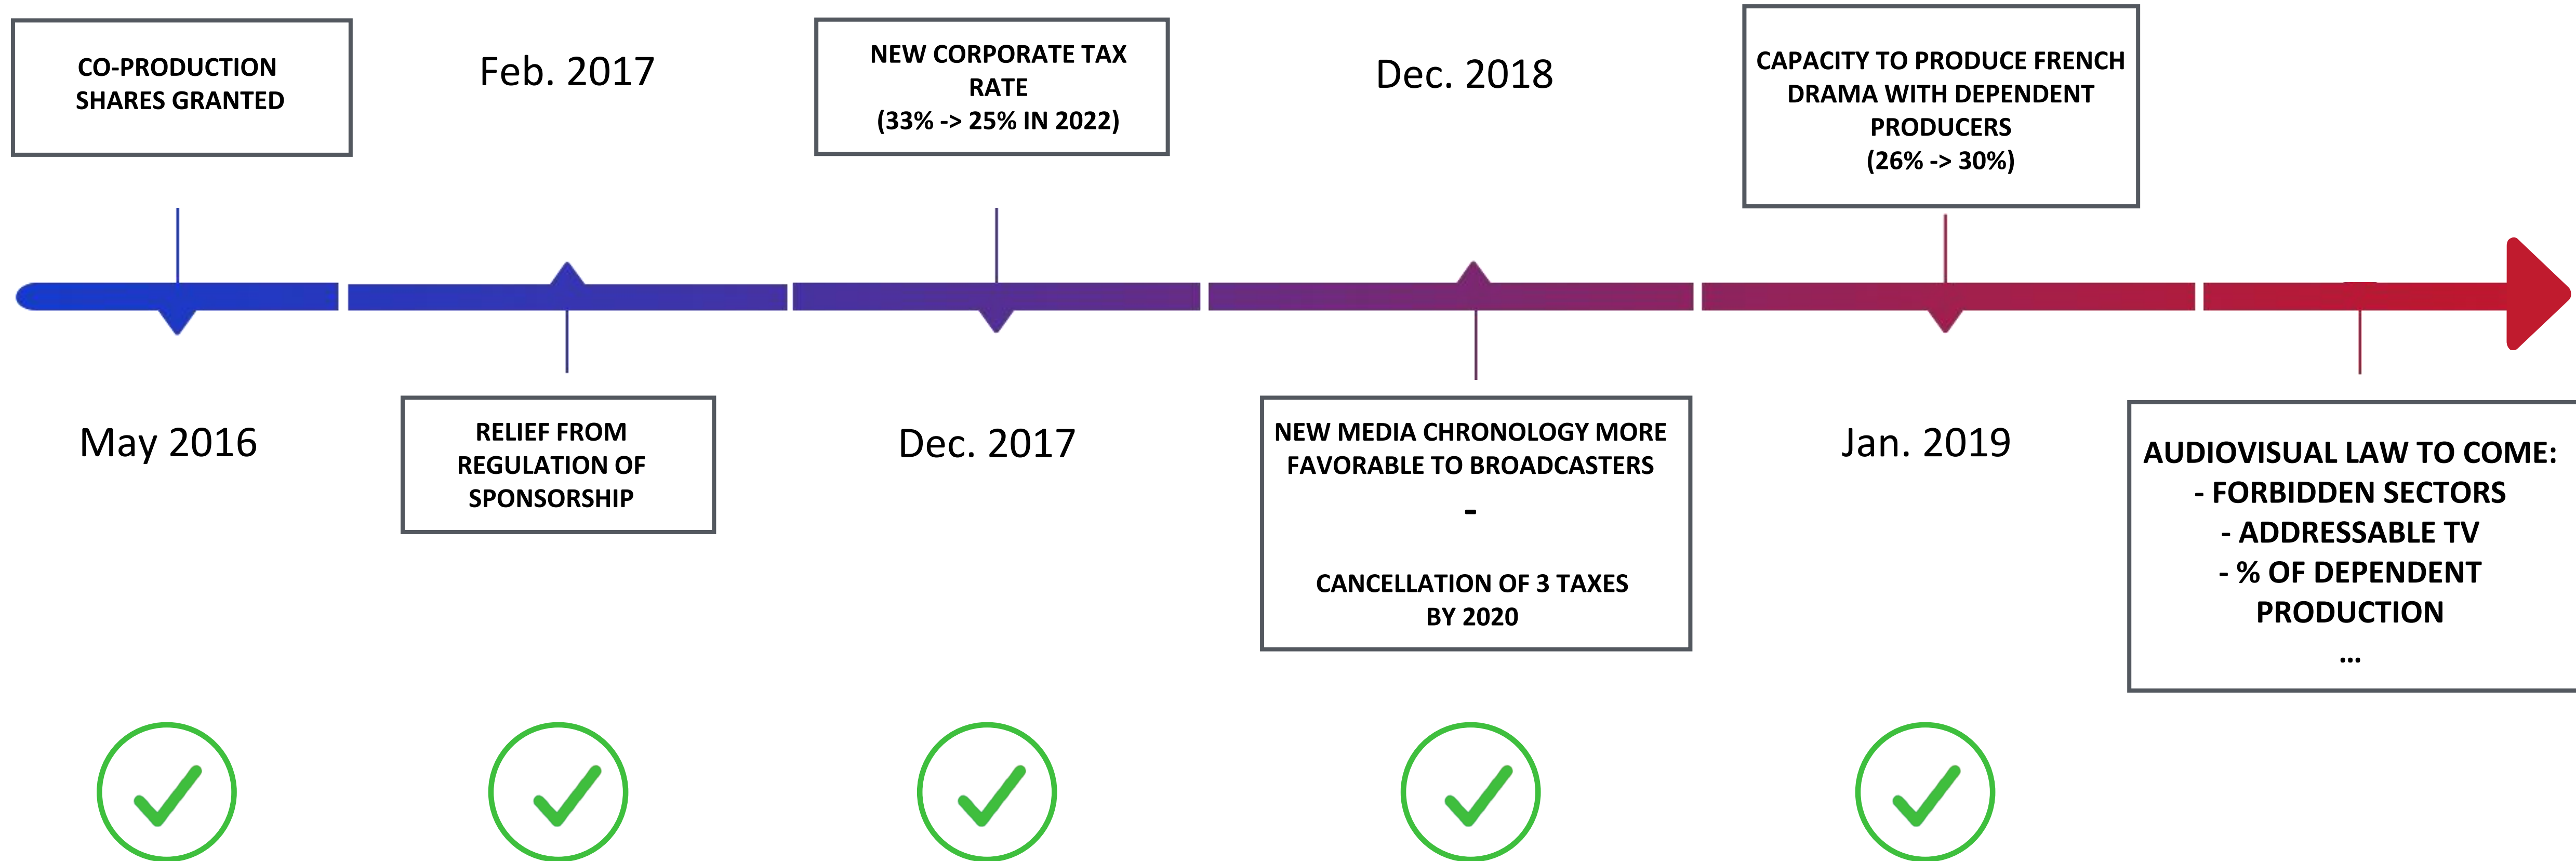 CO-PRODUCTION
SHARES GRANTED
May 2016
Feb. 2017
RELIEF FROM
REGULATION OF
SPONSORSHIP
NEW CORPORATE TAX
RATE
(33% -> 25% IN 2022)
Dec. 2017
Dec. 2018
NEW MEDIA CHRONOLOGY MORE
FAVORABLE TO BROADCASTERS
-
CANCELLATION OF 3 TAXES
BY 2020
CAPACITY TO PRODUCE FRENCH
DRAMA WITH DEPENDENT
PRODUCERS
(26% -> 30%)
Jan. 2019
AUDIOVISUAL LAW TO COME:
- FORBIDDEN SECTORS
- ADDRESSABLE TV
- % OF DEPENDENT
PRODUCTION
...